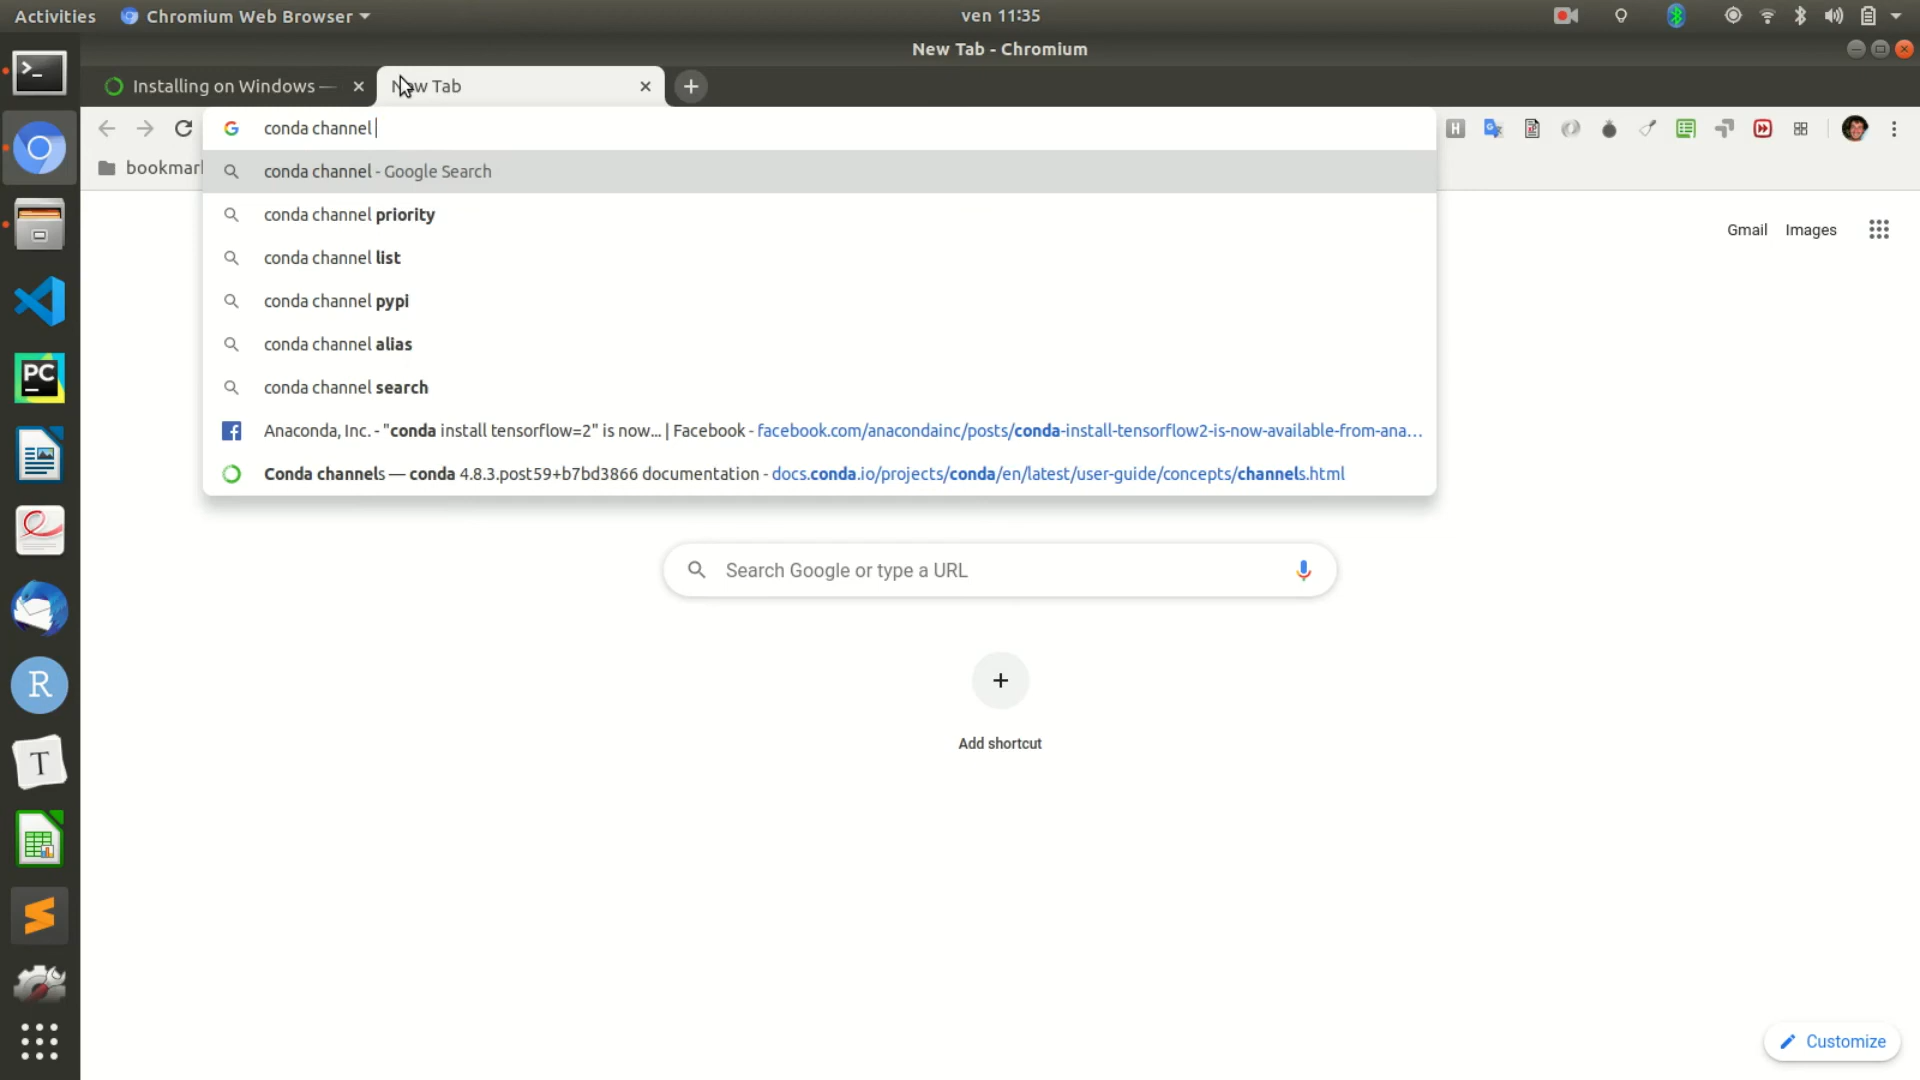 Activities
Chromium Web Browser
ven 11:35
New Tab - Chromium
Installing on Windows —
New Tab
conda channel
bookmark
conda channel - Google Search
conda channel priority
conda channel list
conda channel pypi
conda channel alias
conda channel search
Anaconda, Inc. - "conda install tensorflow=2" is now... | Facebook - facebook.com/anacondainc/posts/conda-install-tensorflow2-is-now-available-from-ana...
Conda channels — conda 4.8.3.post59+b7bd3866 documentation - docs.conda.io/projects/conda/en/latest/user-guide/concepts/channels.html
Gmail
Images
Search Google or type a URL
Add shortcut
PC
R
T
H
Customize